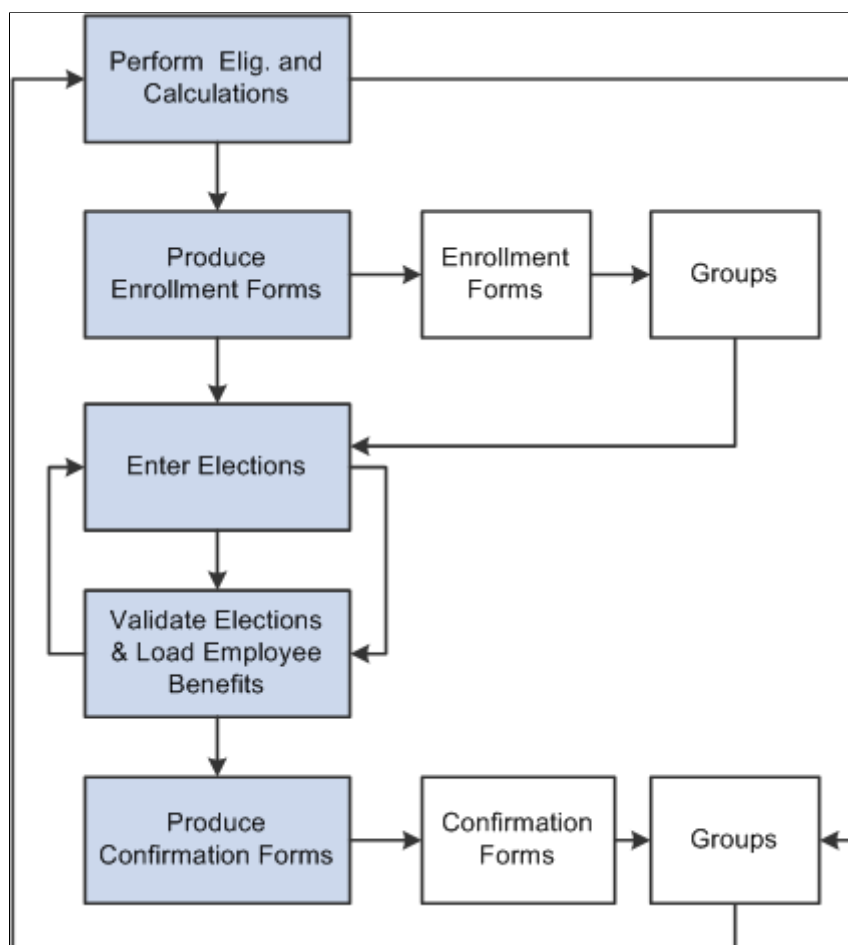 Perform Elig. and
Calculations
Produce
Enrollment Forms
Enrollment
Forms
Groups
Enter Elections
Validate Elections
& Load Employee
Benefits
Produce
Confirmation Forms
Confirmation
Forms
Groups